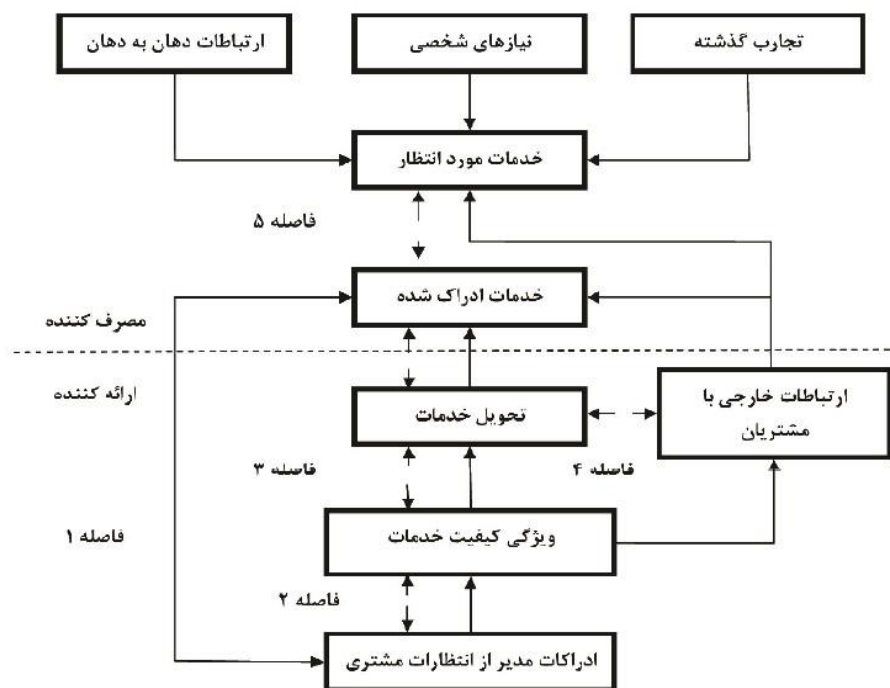 تجارب گذشته
نیازهای شخصی
ارتباطات دهان به دهان
خدمات مورد انتظار
فاصله ۵
خدمات ادراک شده
مصرف کننده
ارائه کننده
ارتباطات خارجی با
مشتریان
تحویل خدمات
فاصله ۴
فاصله ۳
ویژگی کیفیت خدمات
فاصله ۱
فاصله ۲
ادراکات مدیر از انتظارات مشتری